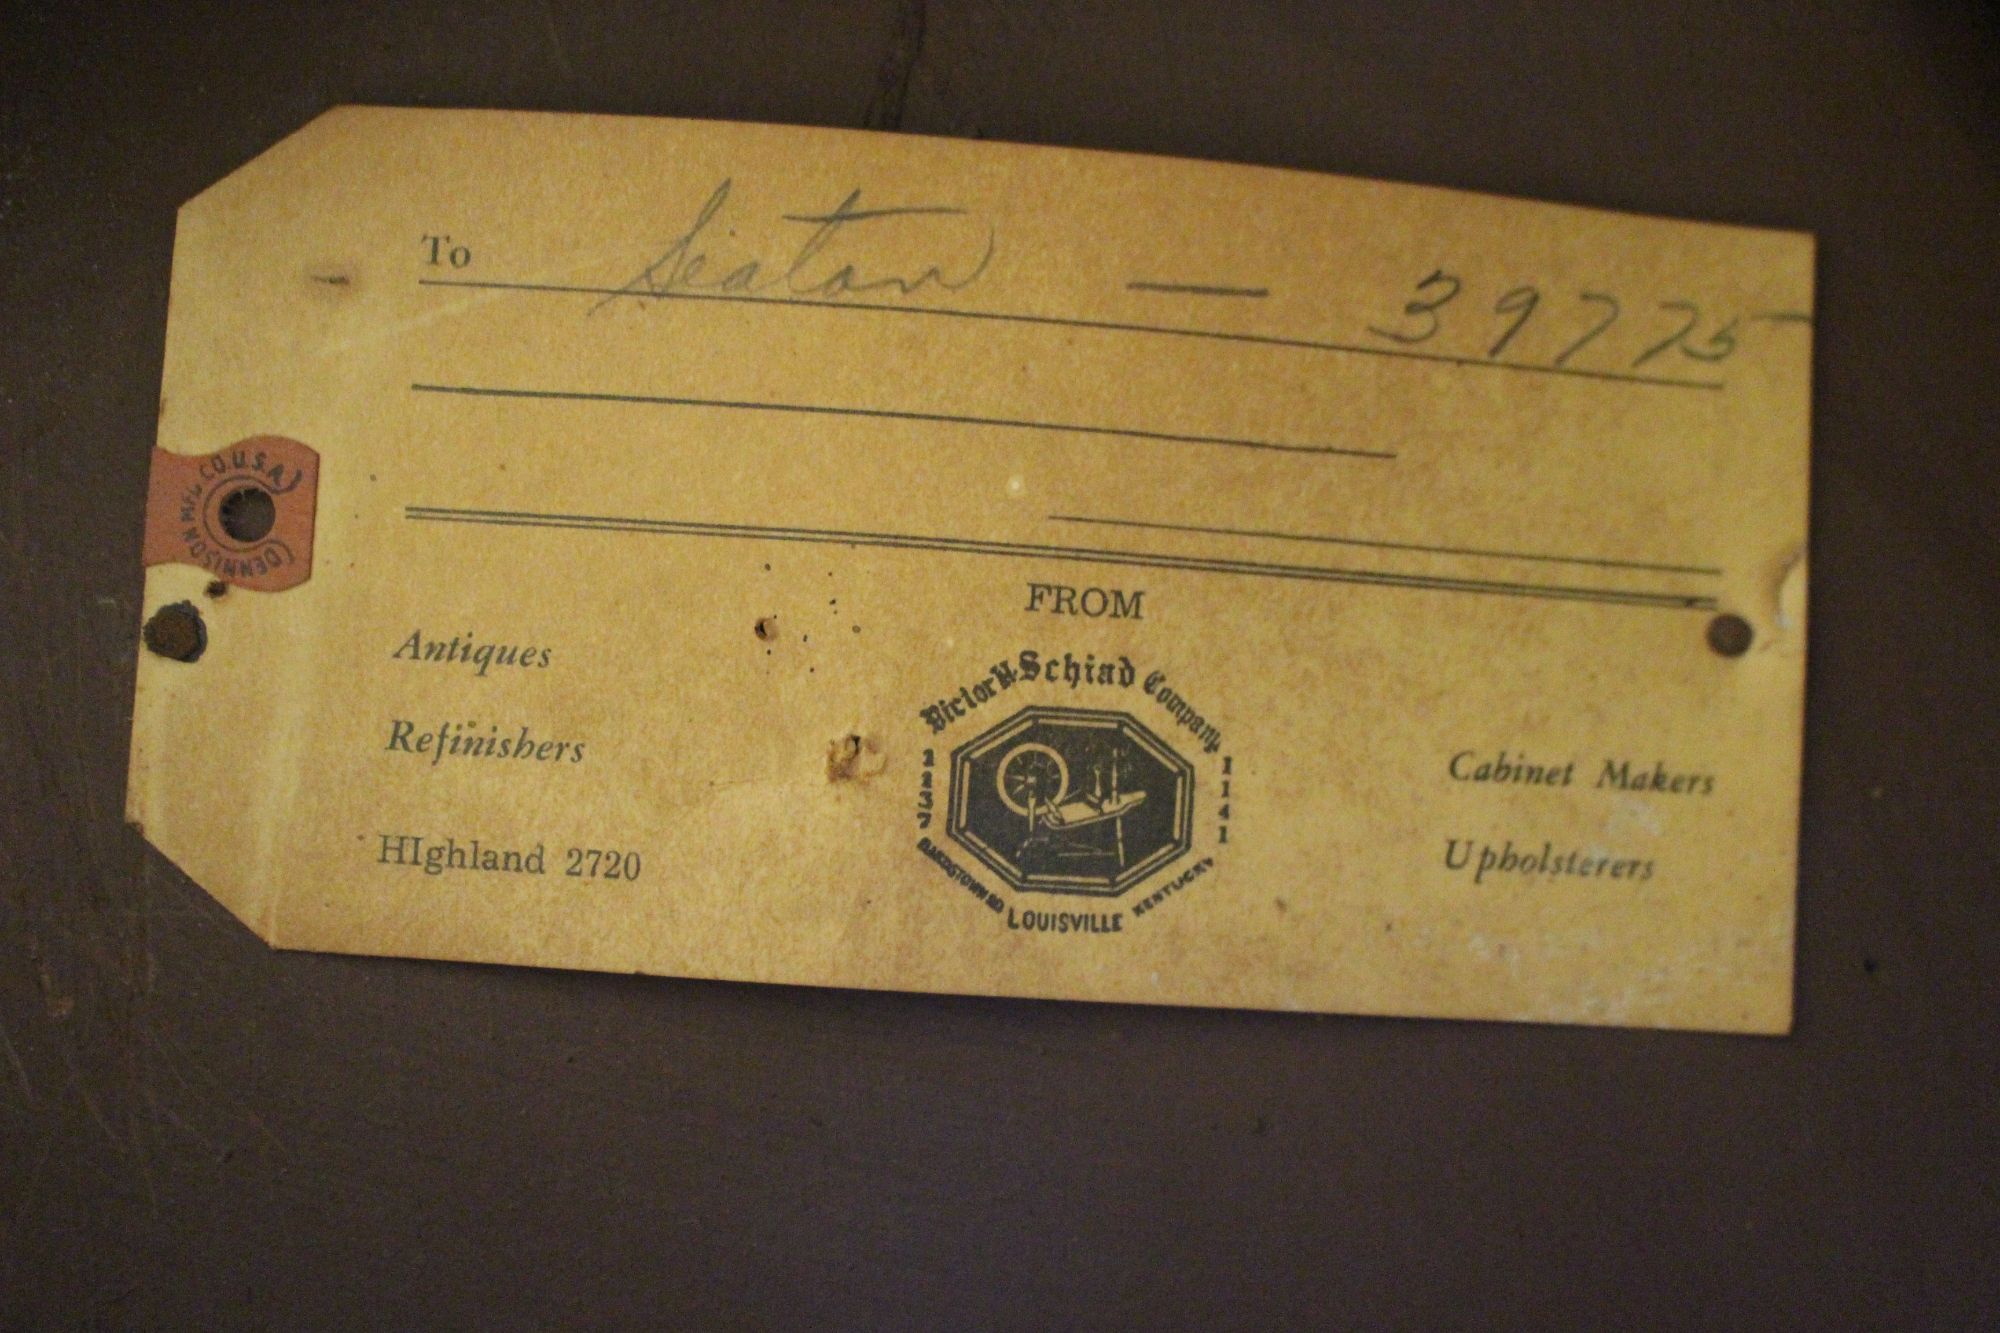 To Seaton — 39775
FROM
Antiques
Refinishers
HIghland 2720
Victor H. Schiad Company
1137
1141
BARDSTOWN RD
LOUISVILLE
KENTUCKY
Cabinet Makers
Upholsterers
(DENNISON MFG CO. U.S.A.)